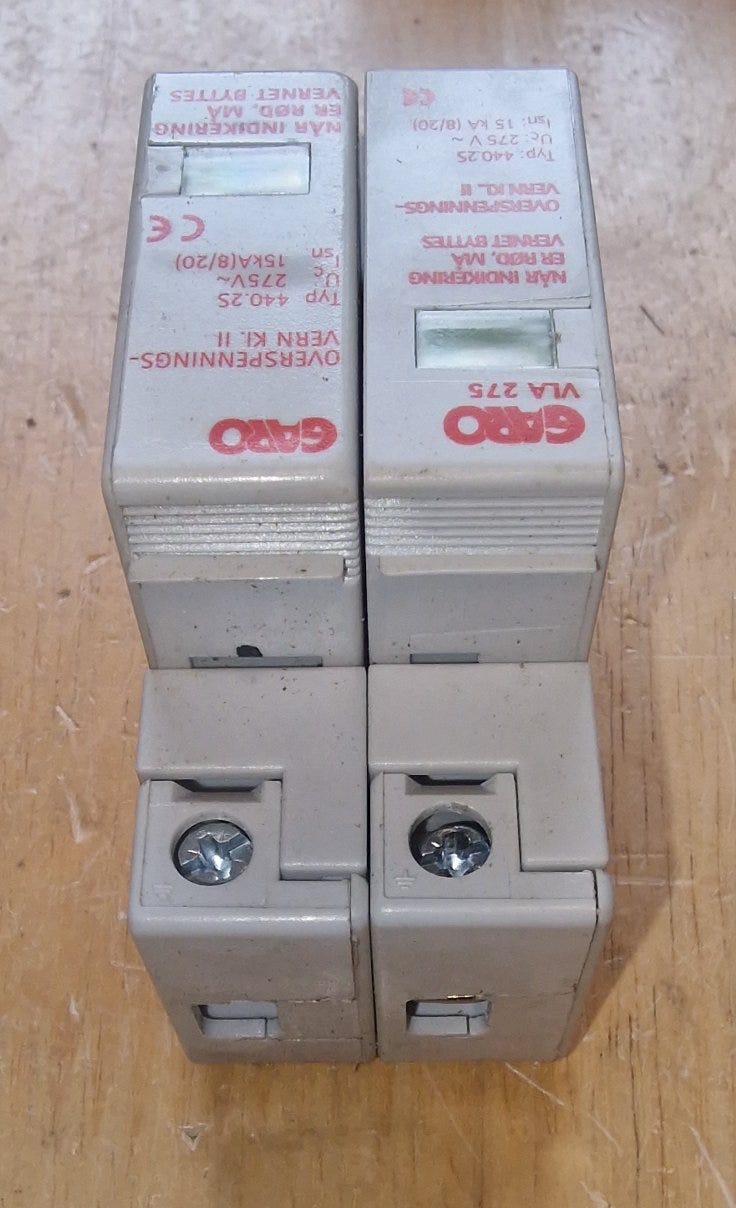 GARO
VLA 275
NÅR INDIKERING
ER RØD, MÅ
VERNET BYTTES
OVERSPENNINGS-
VERN Kl. II
Typ: 440.2S
Uc: 275 V ~
Isn: 15 kA (8/20)
CE
GARO
OVERSPENNINGS-
VERN Kl. II
Typ 440.2S
Uc 275V~
Isn 15kA(8/20)
CE
NÅR INDIKERING
ER RØD, MÅ
VERNET BYTTES